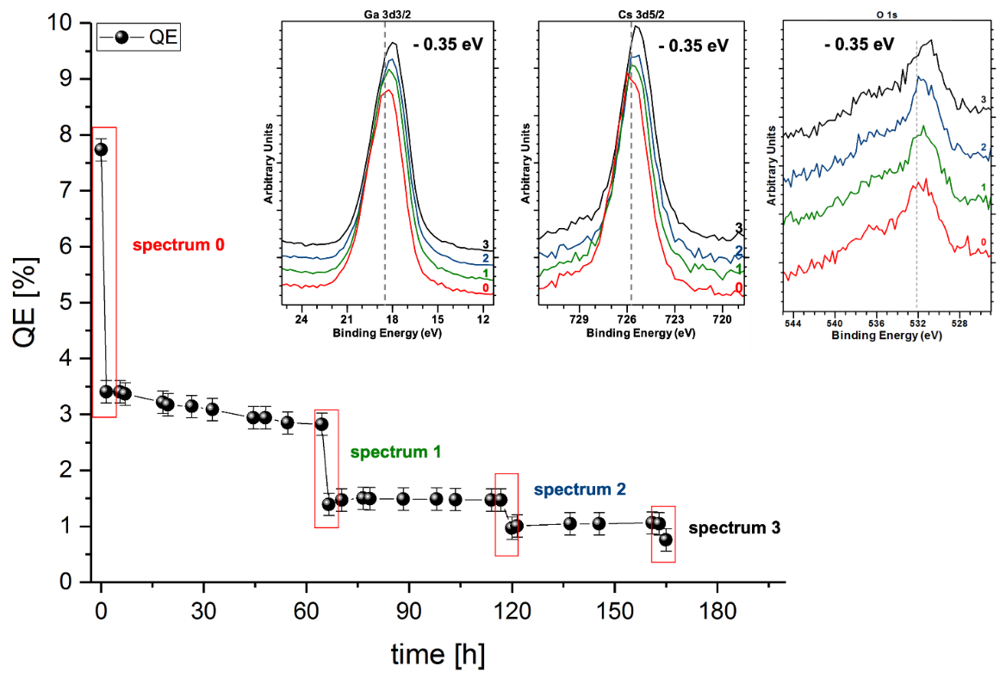 QE
Ga 3d3/2
- 0.35 eV
Arbitrary Units
3
2
1
0
24 21 18 15 12
Binding Energy (eV)
Cs 3d5/2
- 0.35 eV
Arbitrary Units
3
2
1
0
729 726 723 720
Binding Energy (eV)
O 1s
- 0.35 eV
Arbitrary Units
3
2
1
0
544 540 536 532 528
Binding Energy (eV)
QE [%]
10
9
8
7
6
5
4
3
2
1
0
spectrum 0
spectrum 1
spectrum 2
spectrum 3
0 30 60 90 120 150 180
time [h]